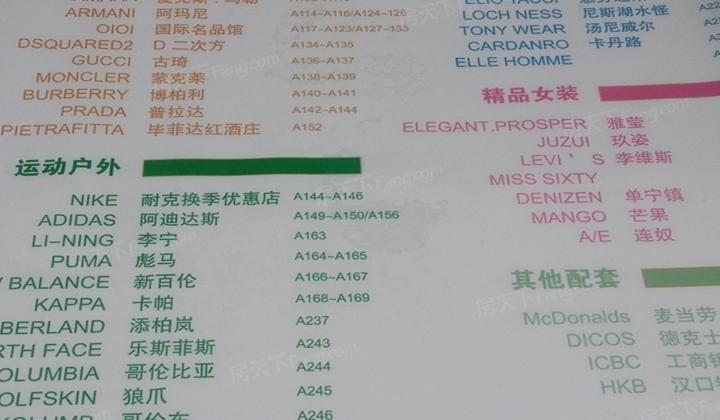 ARMANI 阿玛尼 A114~A116/A124~126
OIOI 国际名品馆 A117~A123/A127~135
DSQUARED2 D 二次方 A134~A135
GUCCI 古琦 A136~A137
MONCLER 蒙克莱 A138~A139
BURBERRY 博柏利 A140~A141
PRADA 普拉达 A142~A144
PIETRAFITTA 毕菲达红酒庄 A152
运动户外
NIKE 耐克换季优惠店 A144~A146
ADIDAS 阿迪达斯 A149~A150/A156
LI-NING 李宁 A163
PUMA 彪马 A164~A165
BALANCE 新百伦 A166~A167
KAPPA 卡帕 A168~A169
BERLAND 添柏岚 A237
RTH FACE 乐斯菲斯 A243
OLUMBIA 哥伦比亚 A244
OLFSKIN 狼爪 A245
A246
LOCH NESS 尼斯湖水怪
TONY WEAR 汤尼威尔
CARDANRO 卡丹路
ELLE HOMME
精品女装
ELEGANT.PROSPER 雅莹
JUZUI 玖姿
LEVI'S 李维斯
MISS SIXTY
DENIZEN 单宁镇
MANGO 芒果
A/E 连奴
其他配套
McDonalds 麦当劳
DICOS 德克士
ICBC 工商
HKB 汉口